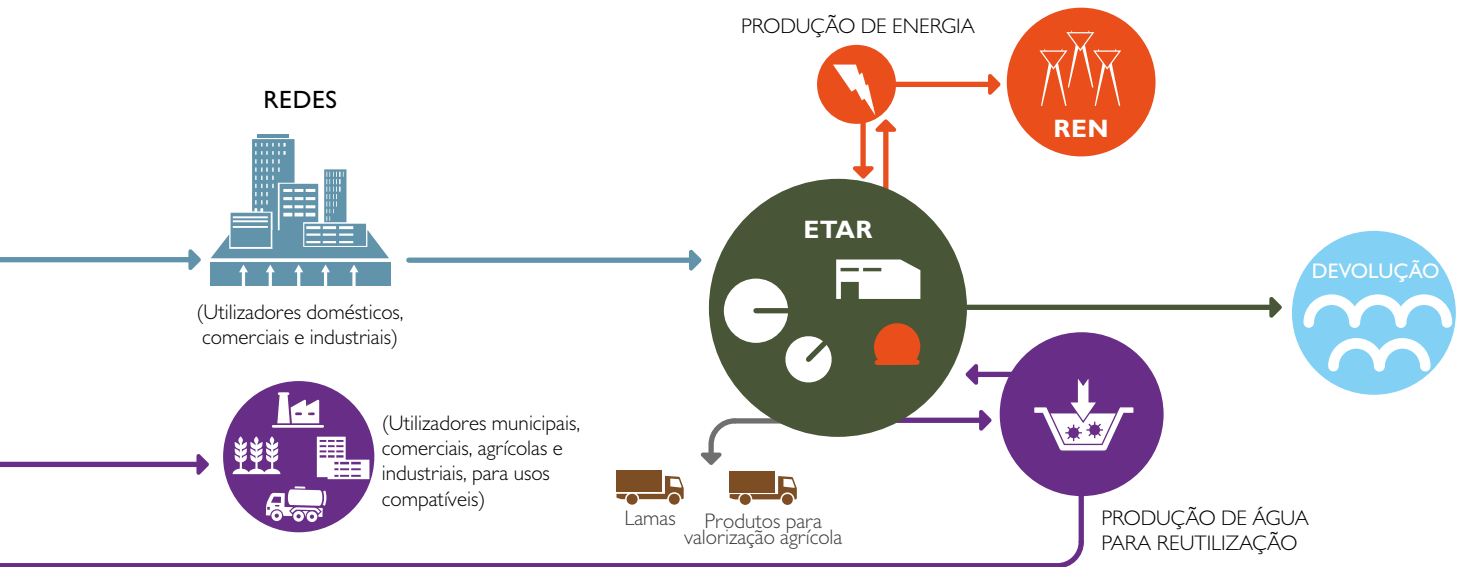 PRODUÇÃO DE ENERGIA
REDES
REN
ETAR
DEVOLUÇÃO
(Utilizadores domésticos,
comerciais e industriais)
(Utilizadores municipais,
comerciais, agrícolas e
industriais, para usos
compatíveis)
Lamas
Produtos para
valorização agrícola
PRODUÇÃO DE ÁGUA
PARA REUTILIZAÇÃO